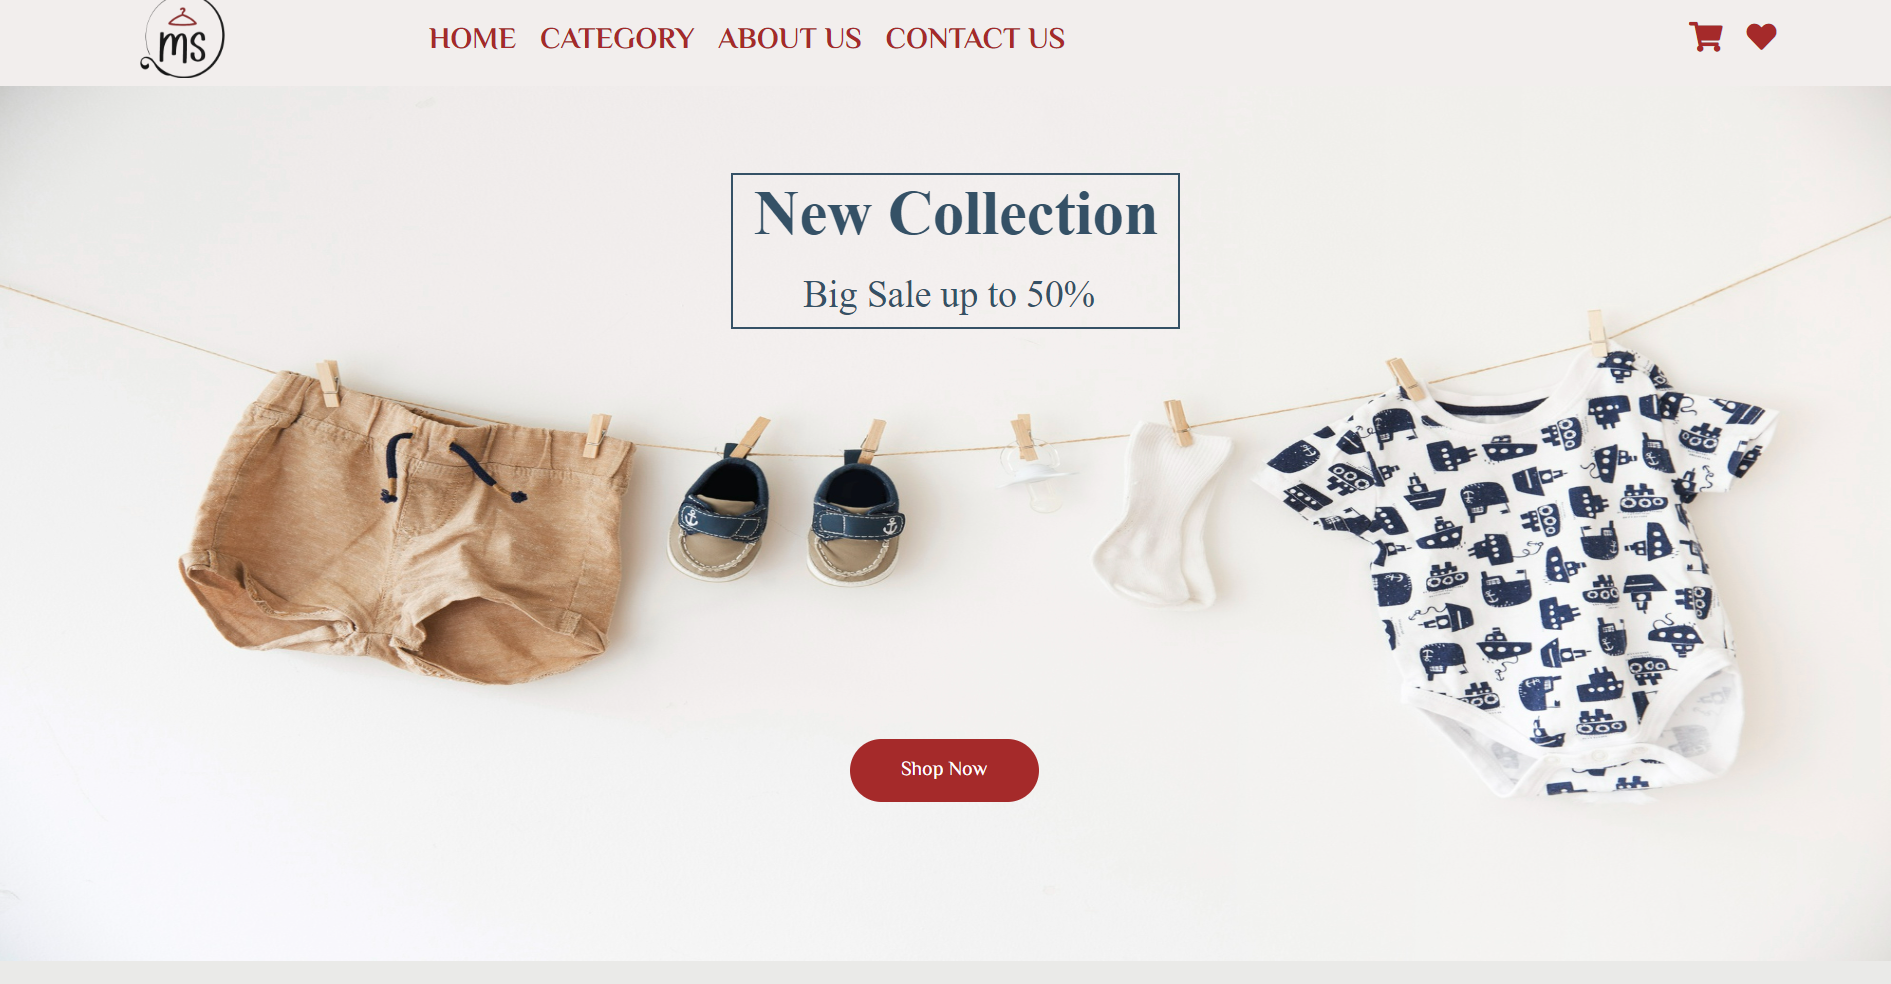 ms
HOME CATEGORY ABOUT US CONTACT US
New Collection
Big Sale up to 50%
Shop Now